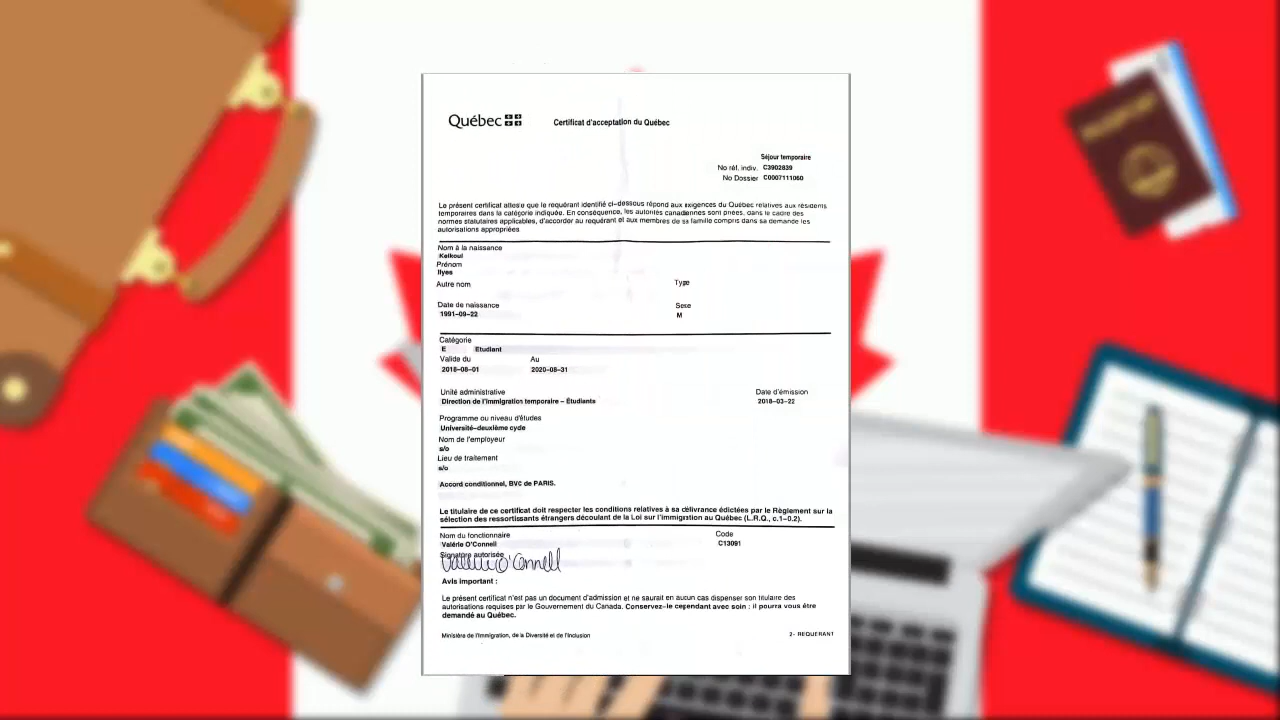 Québec
Certificat d'acceptation du Québec
Séjour temporaire
No réf. indiv. C3902839
No Dossier C0007111060
Le présent certificat atteste que le requérant identifié ci-dessous répond aux exigences du Québec relatives aux résidents
temporaires dans la catégorie indiquée. En conséquence, les autorités canadiennes sont priées, dans le cadre des
normes statutaires applicables, d'accorder au requérant et aux membres de sa famille compris dans sa demande les
autorisations appropriées
Nom à la naissance
Kelkoul
Prénom
Ilyes
Autre nom
Type
Date de naissance
Sexe
1991-09-22
M
Catégorie
E Etudiant
Valide du Au
2018-08-01 2020-08-31
Unité administrative Date d'émission
Direction de l'immigration temporaire – Étudiants 2018-03-22
Programme ou niveau d'études
Université-deuxième cycle
Nom de l'employeur
s/o
Lieu de traitement
s/o
Accord conditionnel, BVC de PARIS.
Le titulaire de ce certificat doit respecter les conditions relatives à sa délivrance édictées par le Règlement sur la
sélection des ressortissants étrangers découlant de la Loi sur l'immigration au Québec (L.R.Q., c.1-0.2).
Nom du fonctionnaire Code
Valérie O'Connell C13091
Signature autorisée
Valérie O'Connell
Avis important :
Le présent certificat n'est pas un document d'admission et ne saurait en aucun cas dispenser son titulaire des
autorisations requises par le Gouvernement du Canada. Conservez-le cependant avec soin : il pourra vous être
demandé au Québec.
Ministère de l'Immigration, de la Diversité et de l'Inclusion 2- REQUERANT